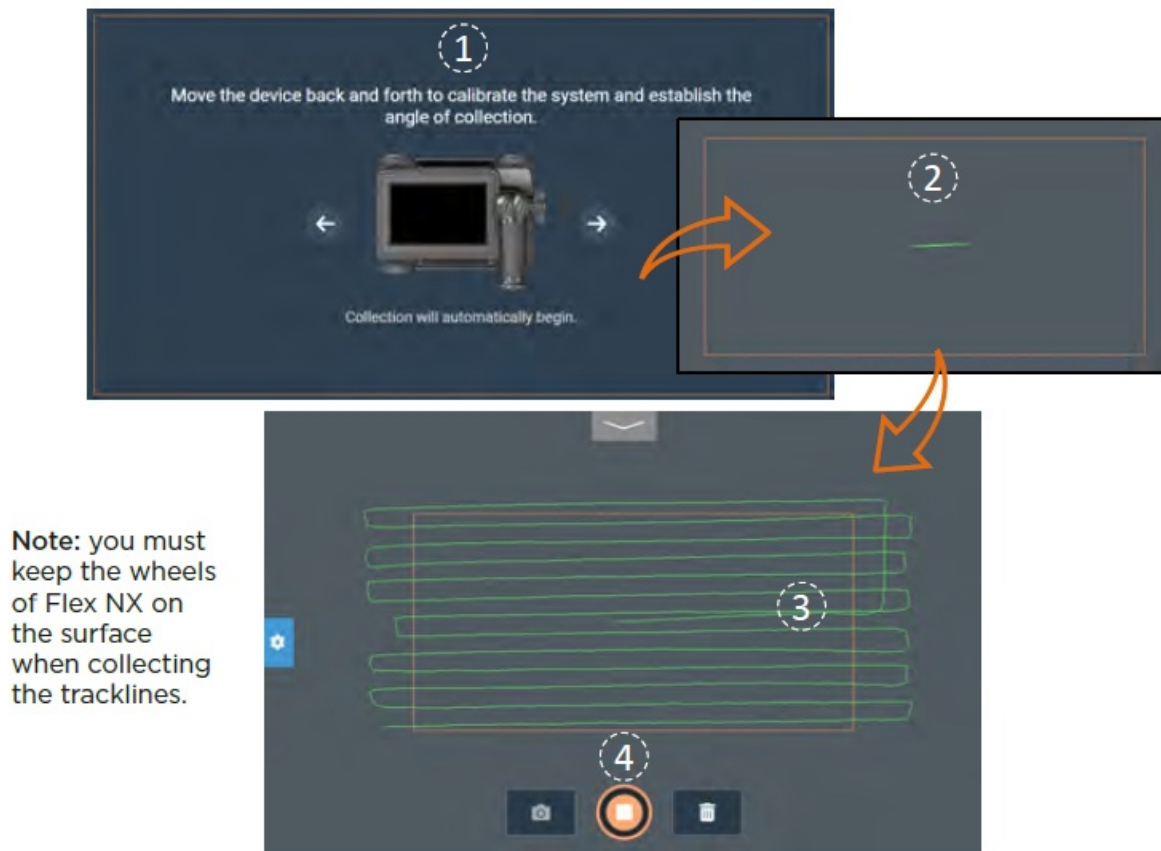 1
Move the device back and forth to calibrate the system and establish the
angle of collection.
Collection will automatically begin.
2
Note: you must
keep the wheels
of Flex NX on
the surface
when collecting
the tracklines.
3
4